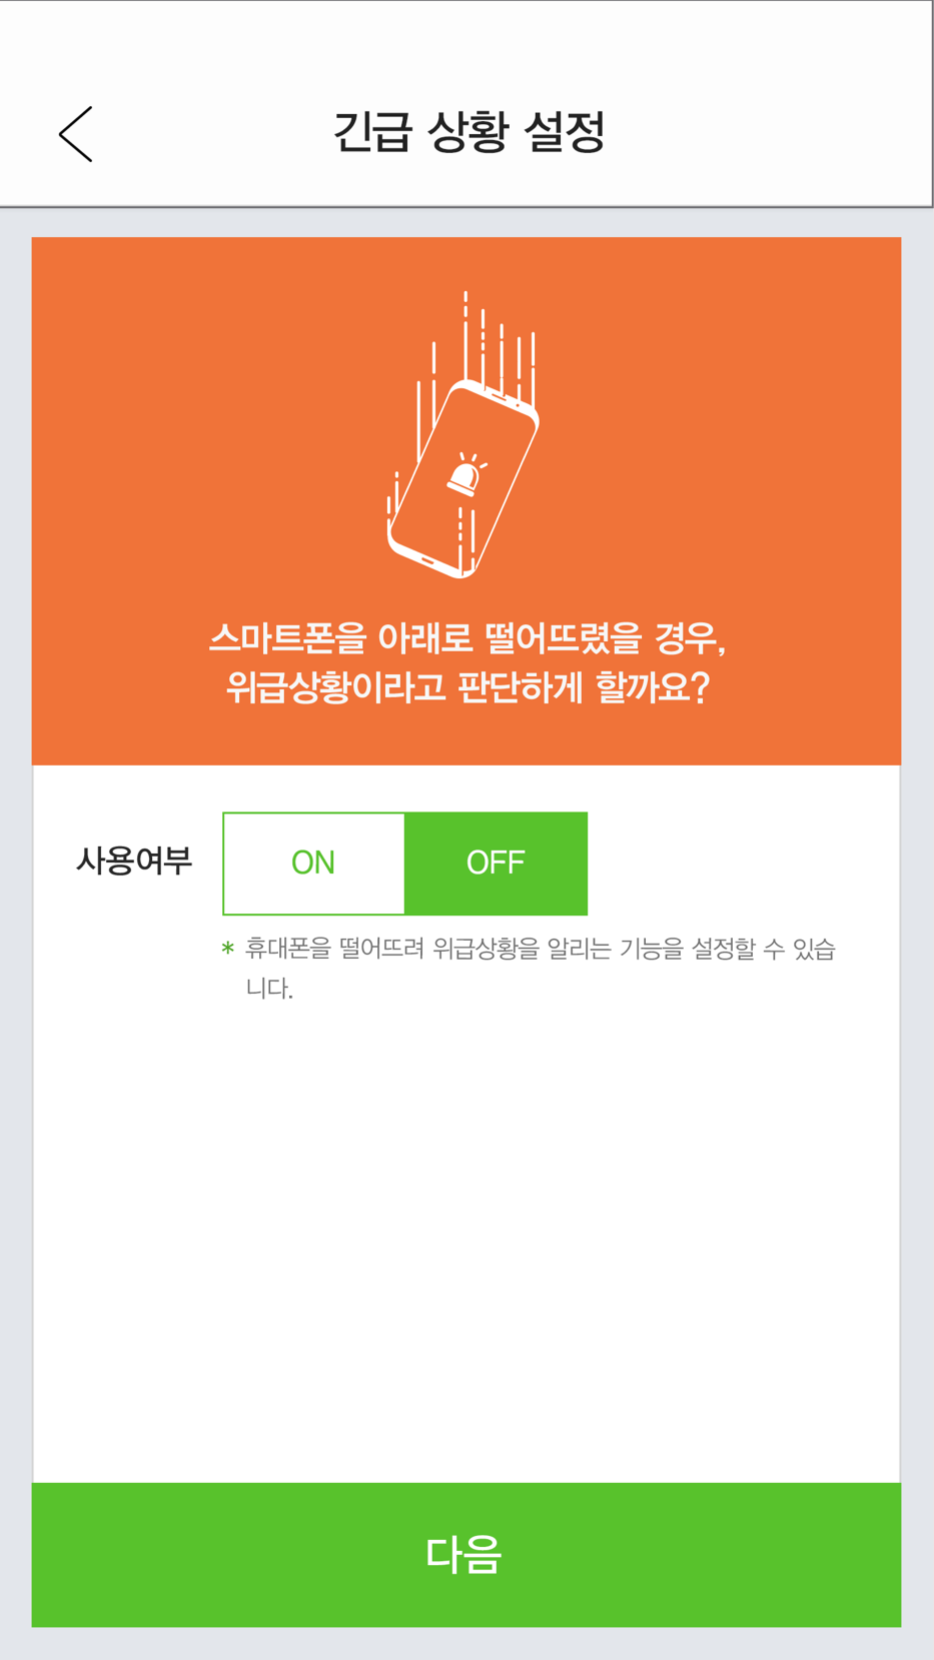 긴급 상황 설정
스마트폰을 아래로 떨어뜨렸을 경우,
위급상황이라고 판단하게 할까요?
사용여부
ON
OFF
* 휴대폰을 떨어뜨려 위급상황을 알리는 기능을 설정할 수 있습
니다.
다음